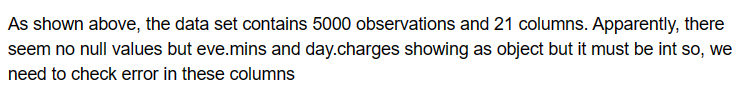 As shown above, the data set contains 5000 observations and 21 columns. Apparently, there
seem no null values but eve.mins and day.charges showing as object but it must be int so, we
need to check error in these columns